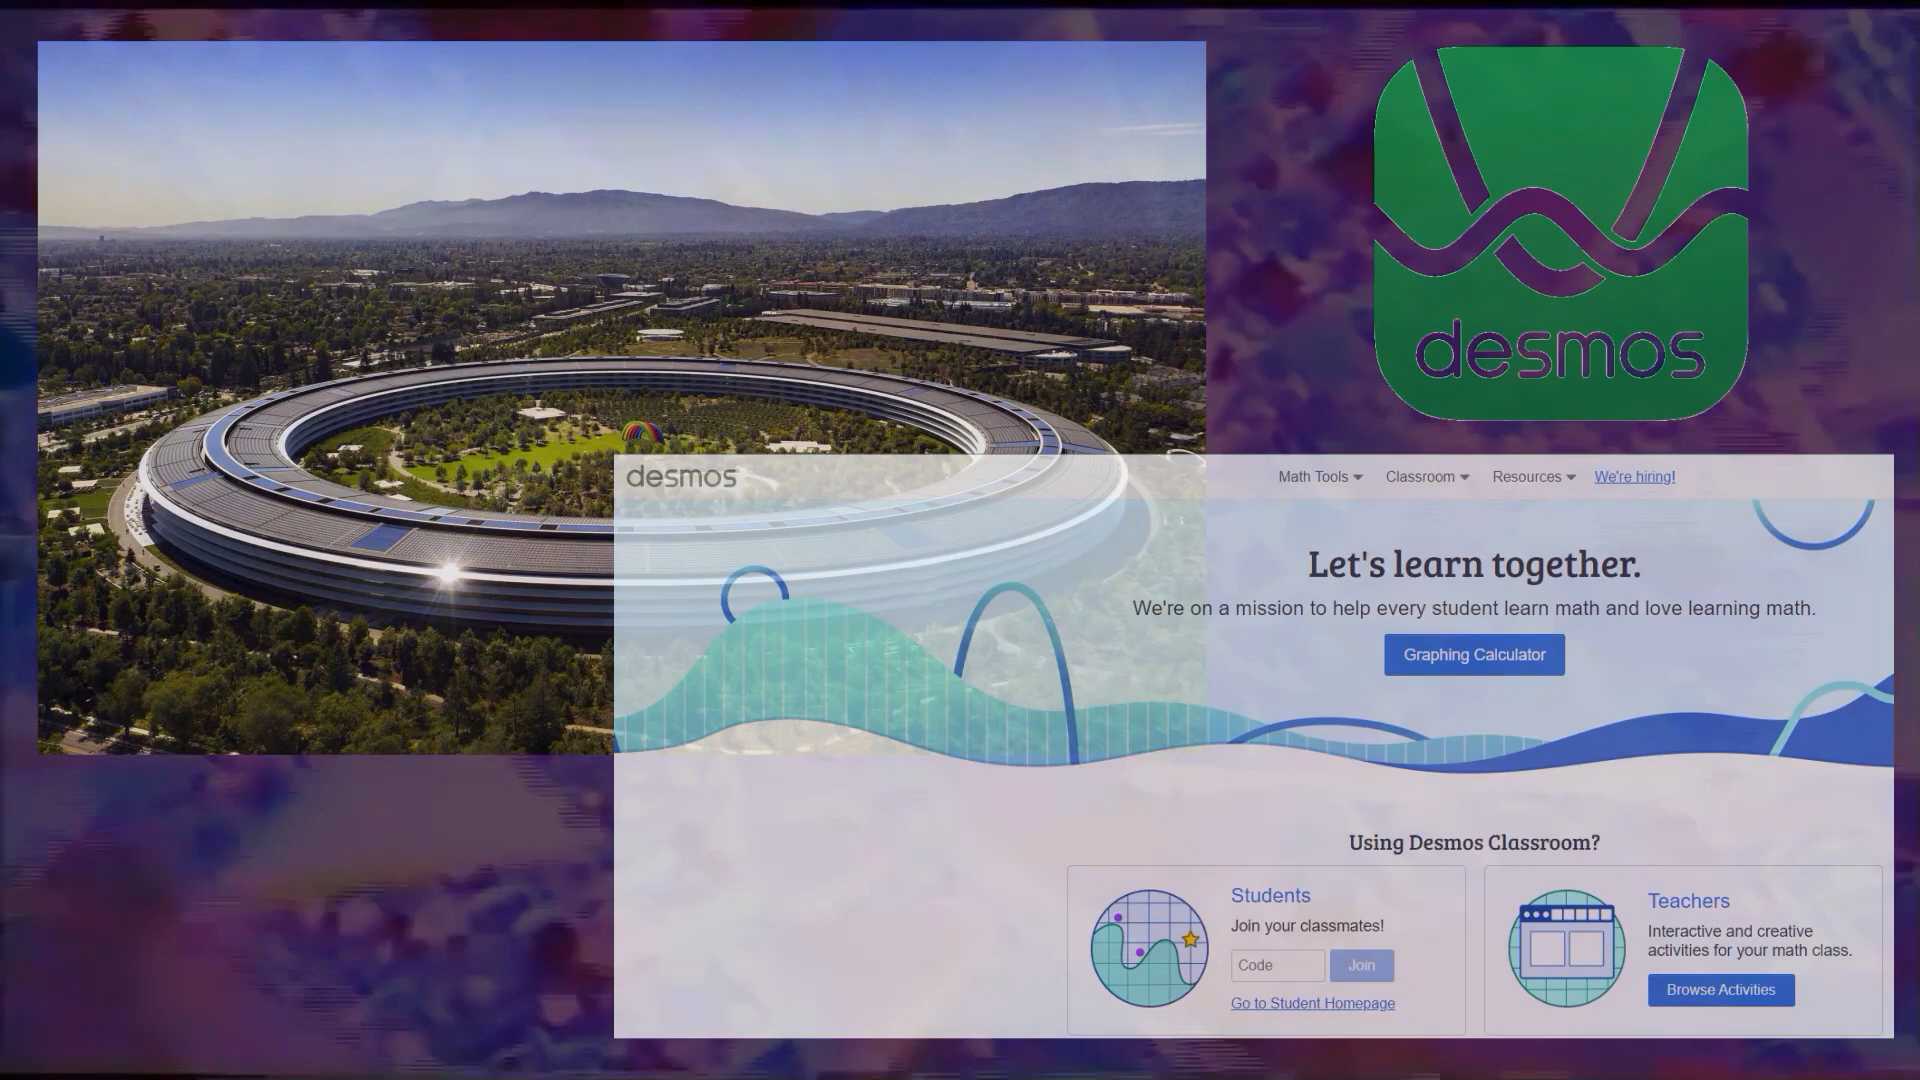 desmos
desmos
Math Tools
Classroom
Resources
We're hiring!
Let's learn together.
We're on a mission to help every student learn math and love learning math.
Graphing Calculator
Using Desmos Classroom?
Students
Join your classmates!
Code
Join
Go to Student Homepage
Teachers
Interactive and creative
activities for your math class.
Browse Activities